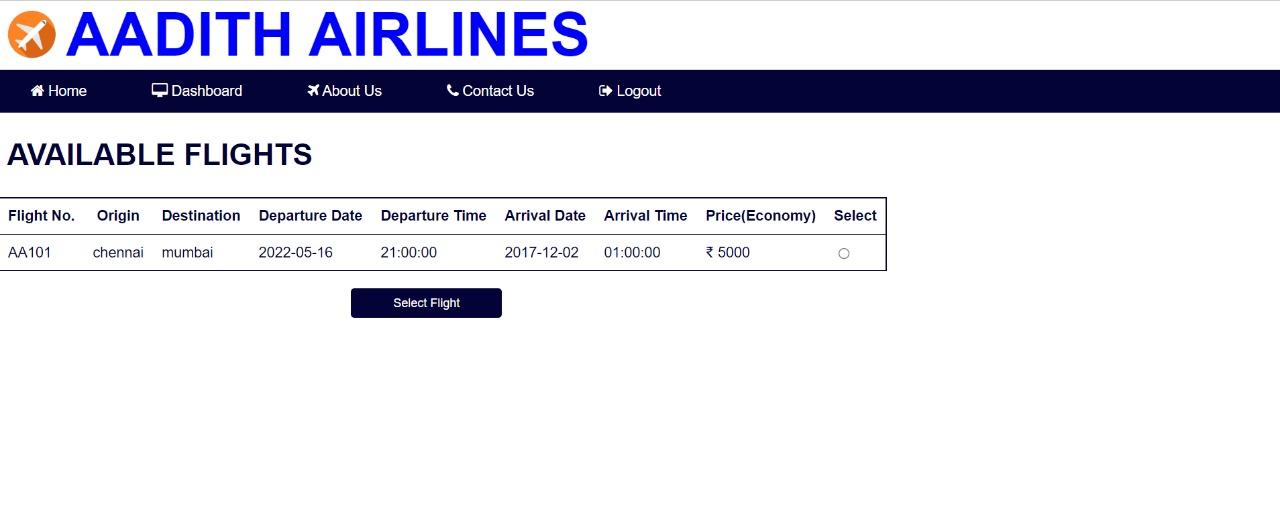 AADITH AIRLINES
Home Dashboard About Us Contact Us Logout
AVAILABLE FLIGHTS
Flight No. Origin Destination Departure Date Departure Time Arrival Date Arrival Time Price(Economy) Select
AA101 chennai mumbai 2022-05-16 21:00:00 2017-12-02 01:00:00 ₹ 5000
Select Flight